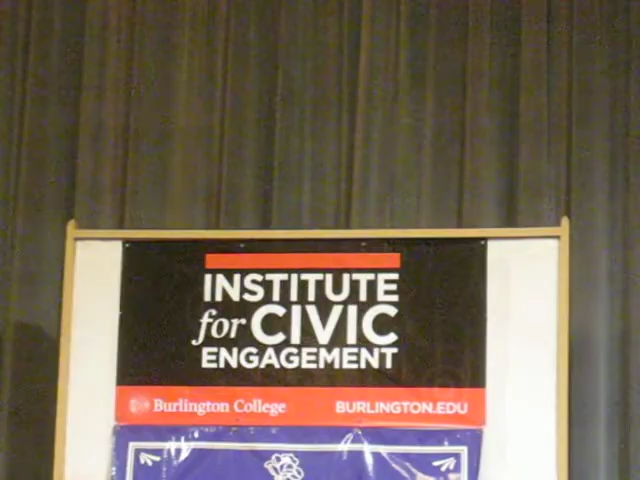 INSTITUTE
for CIVIC
ENGAGEMENT
Burlington College BURLINGTON.EDU